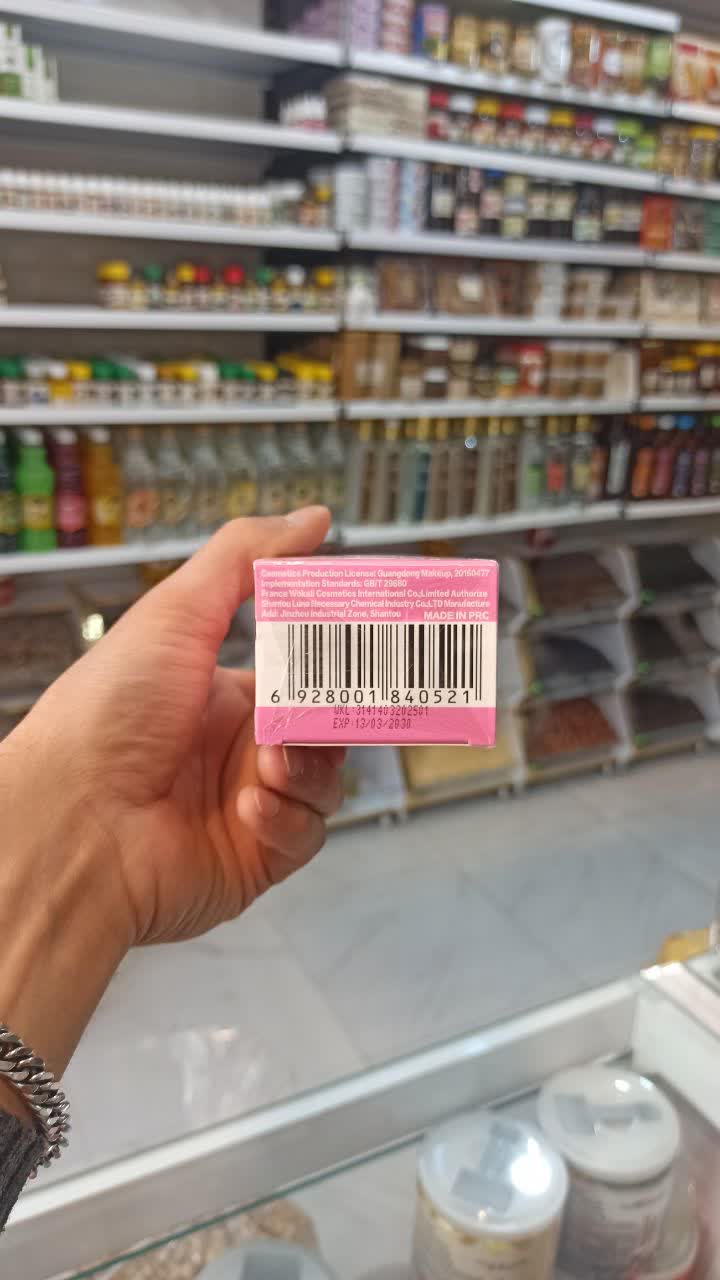 Cosmetics Production License: Guangdong Makeup, 20160477
Implementation Standards: GB/T 29680
France Wokali Cosmetics International Co.,Limited Authorize
Shantou Luna Necessary Chemical Industry Co.,LTD Manufacture
Add: Jinzhou Industrial Zone, Shantou MADE IN PRC
6 928001 840521
EXP:13/03/2030